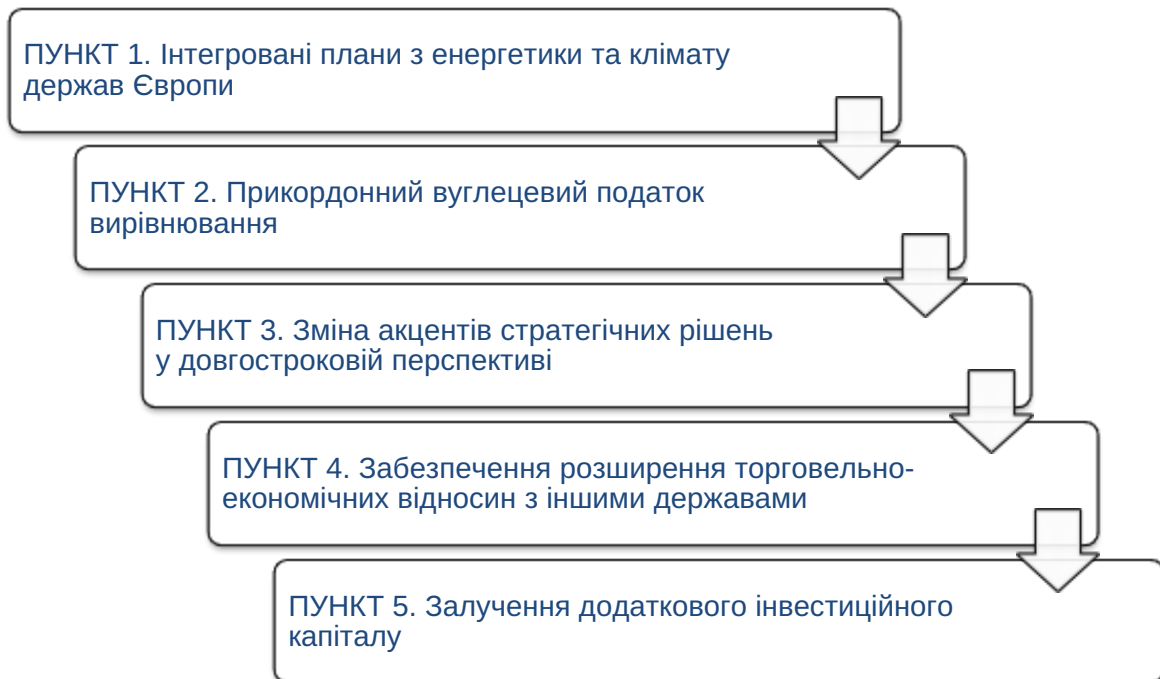 ПУНКТ 1. Інтегровані плани з енергетики та клімату
держав Європи
ПУНКТ 2. Прикордонний вуглецевий податок
вирівнювання
ПУНКТ 3. Зміна акцентів стратегічних рішень
у довгостроковій перспективі
ПУНКТ 4. Забезпечення розширення торговельно-
економічних відносин з іншими державами
ПУНКТ 5. Залучення додаткового інвестиційного
капіталу